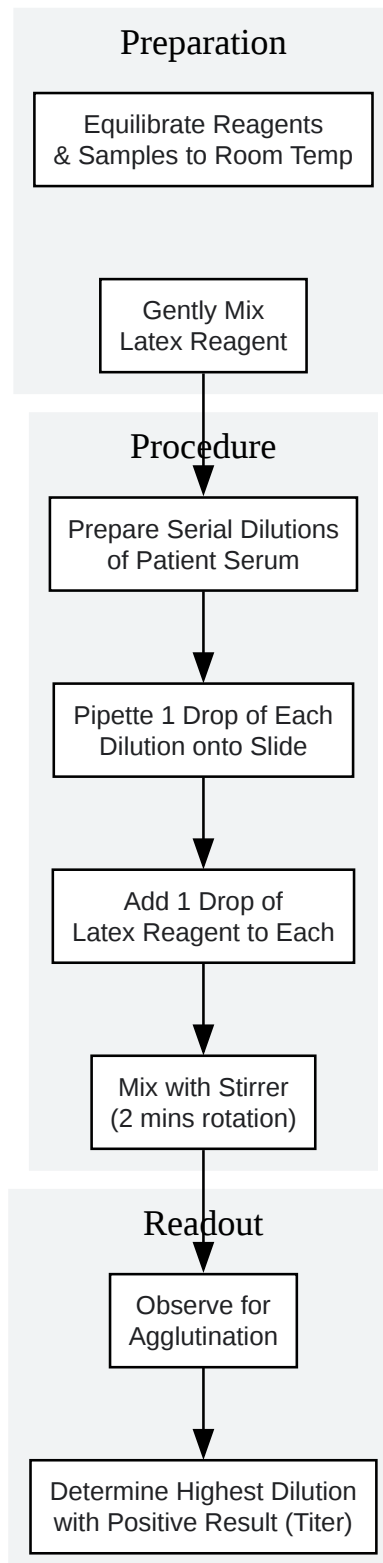 Preparation
Equilibrate Reagents
& Samples to Room Temp
Gently Mix
Latex Reagent
Procedure
Prepare Serial Dilutions
of Patient Serum
Pipette 1 Drop of Each
Dilution onto Slide
Add 1 Drop of
Latex Reagent to Each
Mix with Stirrer
(2 mins rotation)
Readout
Observe for
Agglutination
Determine Highest Dilution
with Positive Result (Titer)